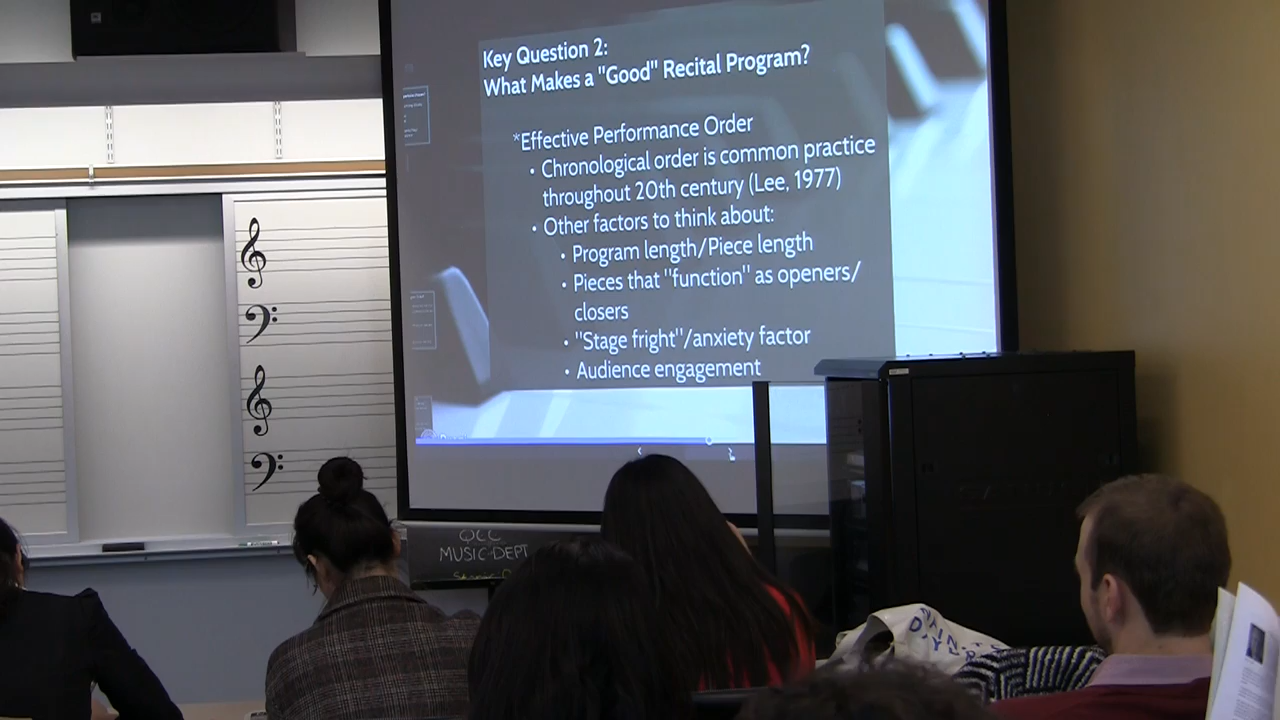 Key Question 2:
What Makes a "Good" Recital Program?
*Effective Performance Order
• Chronological order is common practice
throughout 20th century (Lee, 1977)
• Other factors to think about:
• Program length/Piece length
• Pieces that "function" as openers/
closers
• "Stage fright"/anxiety factor
• Audience engagement
QCC
MUSIC DEPT